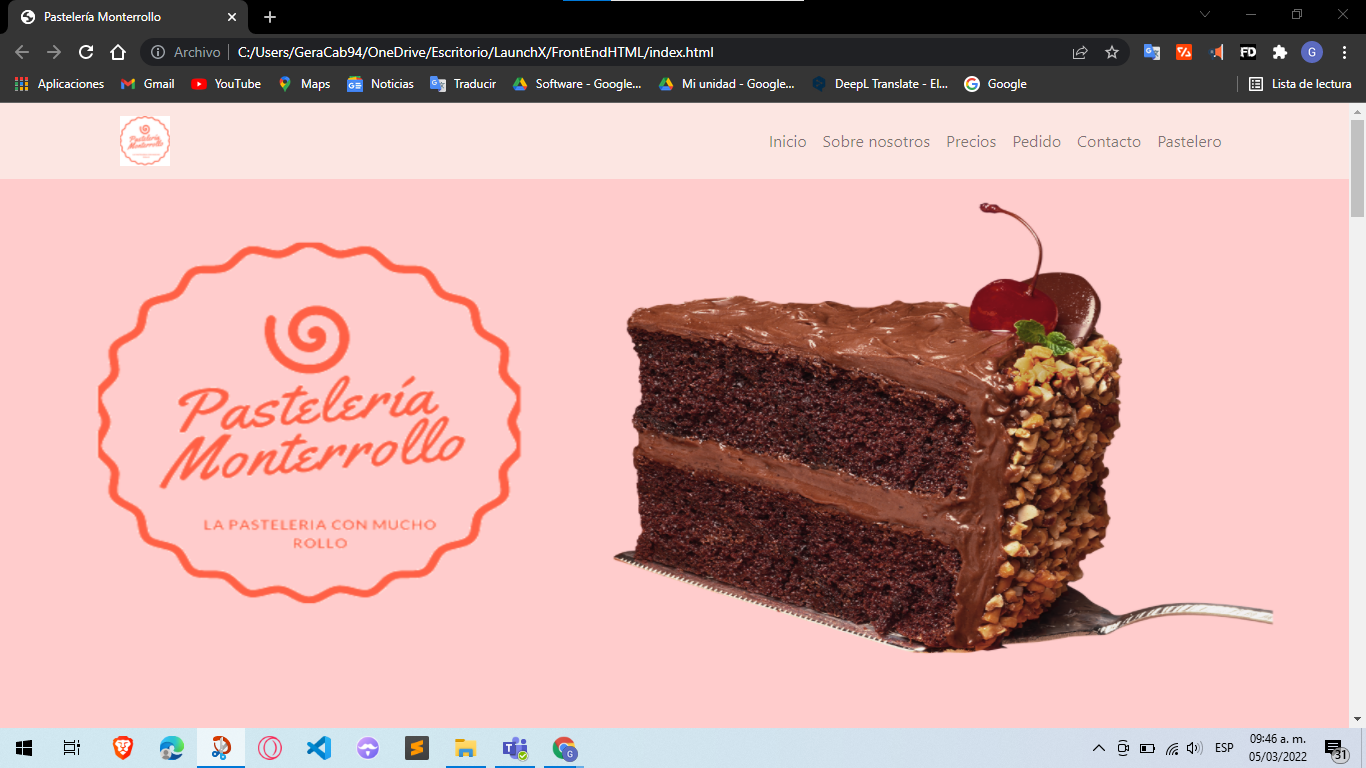 Pastelería Monterrollo
Archivo C:/Users/GeraCab94/OneDrive/Escritorio/LaunchX/FrontEndHTML/index.html
FD
G
Aplicaciones Gmail YouTube Maps Noticias Traducir Software - Google... Mi unidad - Google... DeepL Translate - El... Google Lista de lectura
Inicio Sobre nosotros Precios Pedido Contacto Pastelero
Pastelería
Monterrollo
LA PASTELERIA CON MUCHO
ROLLO
ESP
09:46 a. m.
05/03/2022
31